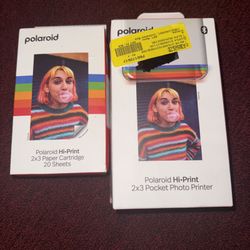 polaroid
Polaroid Hi-Print
2x3 Paper Cartridge
20 Sheets
polaroid
Polaroid Hi-Print
2x3 Pocket Photo Printer